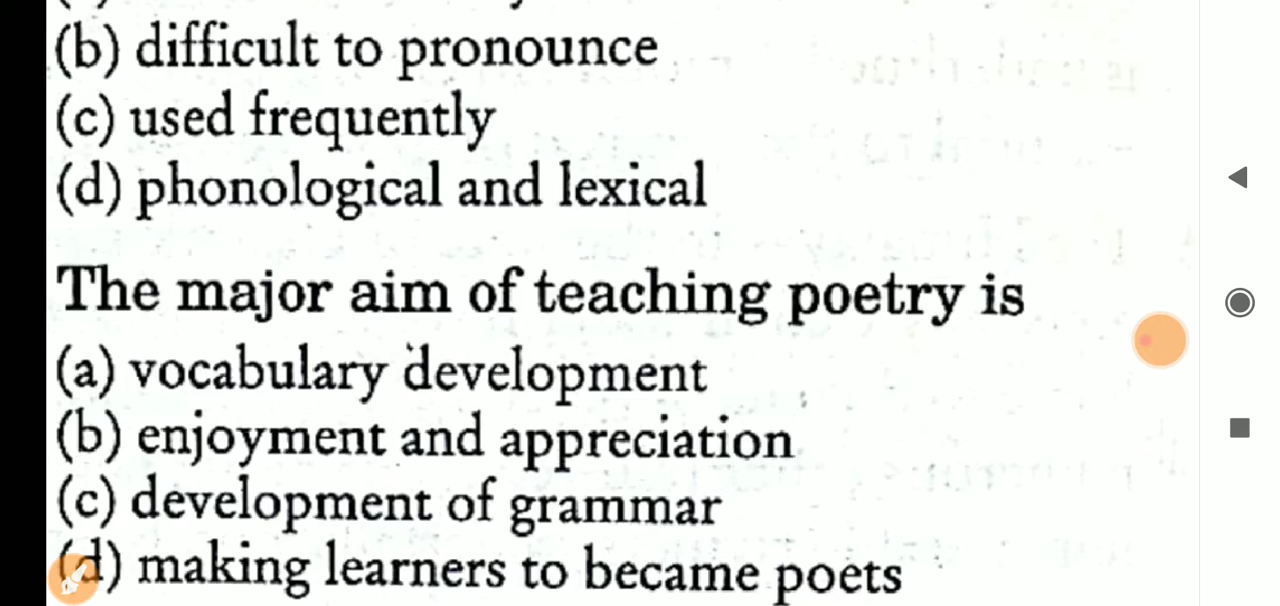 (b) difficult to pronounce
(c) used frequently
(d) phonological and lexical
The major aim of teaching poetry is
(a) vocabulary development
(b) enjoyment and appreciation
(c) development of grammar
(d) making learners to became poets